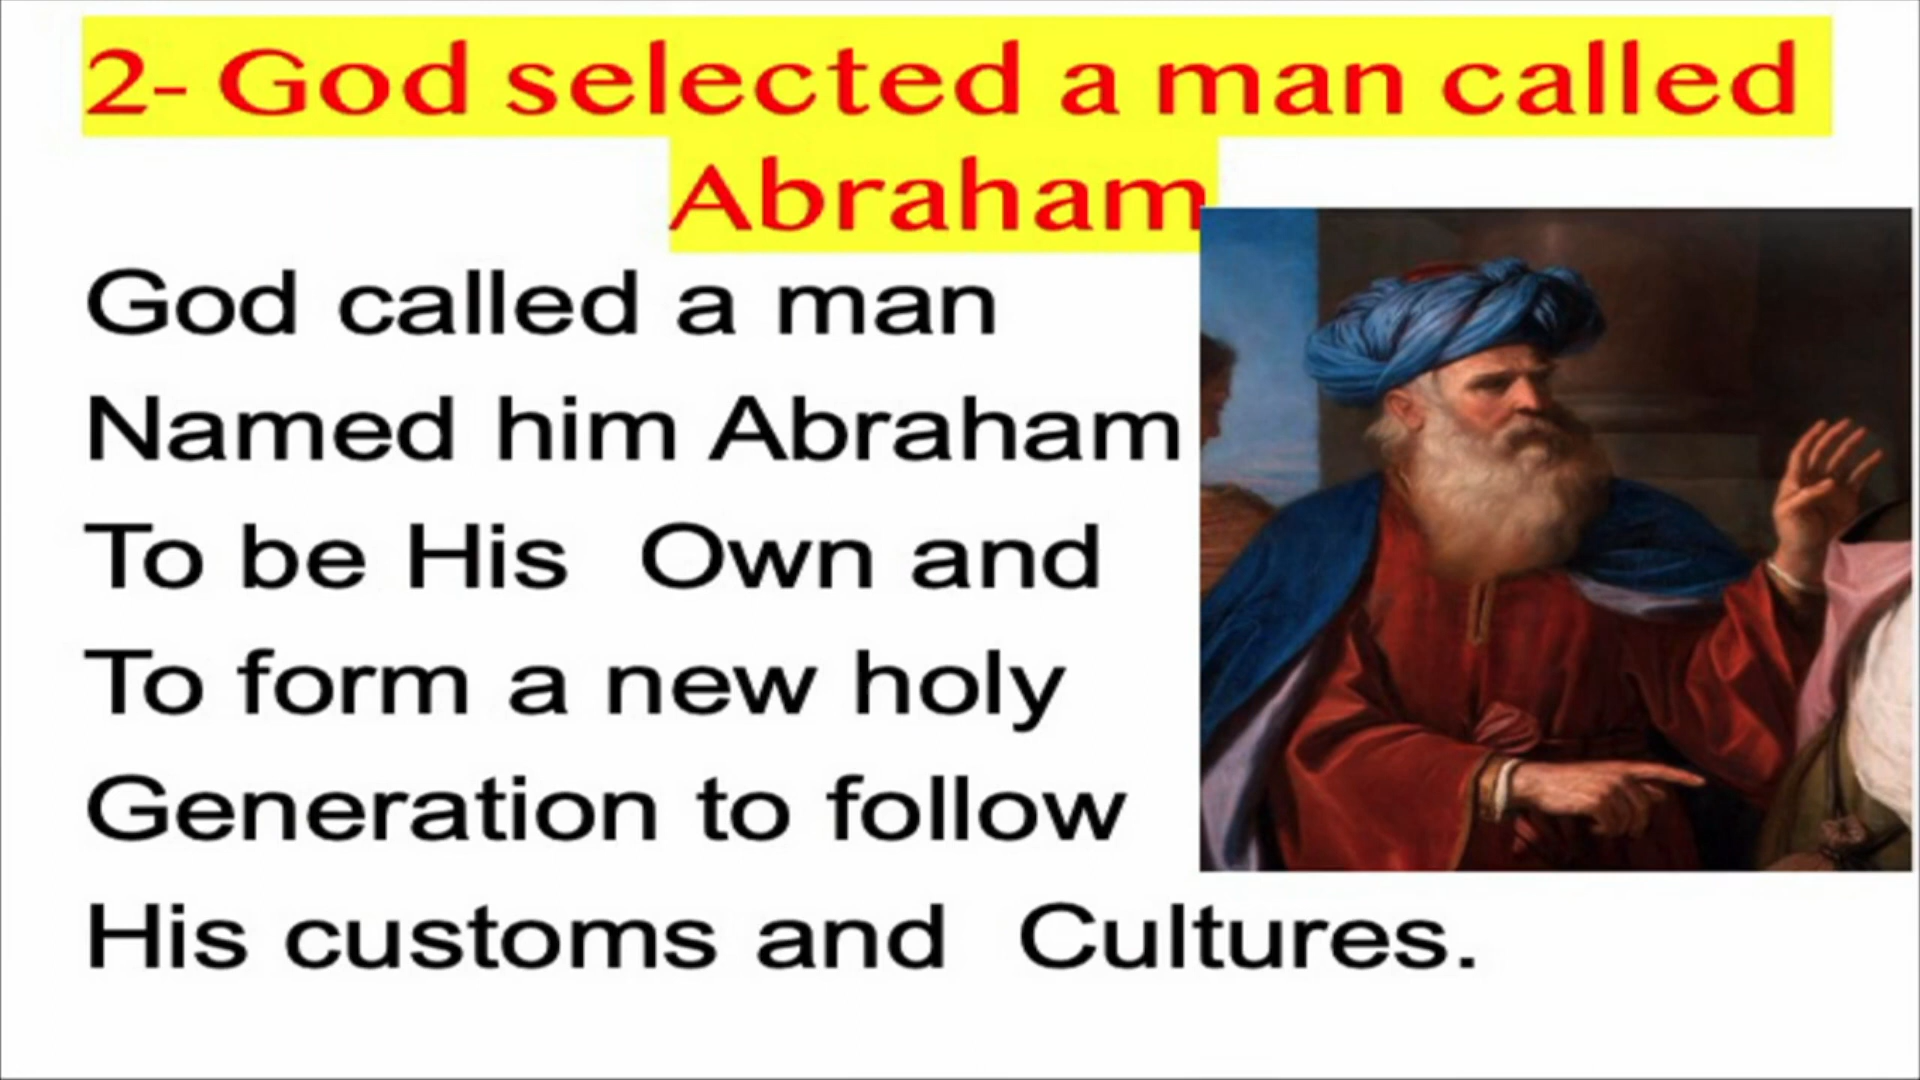 2- God selected a man called
Abraham
God called a man
Named him Abraham
To be His  Own and
To form a new holy
Generation to follow
His customs and  Cultures.